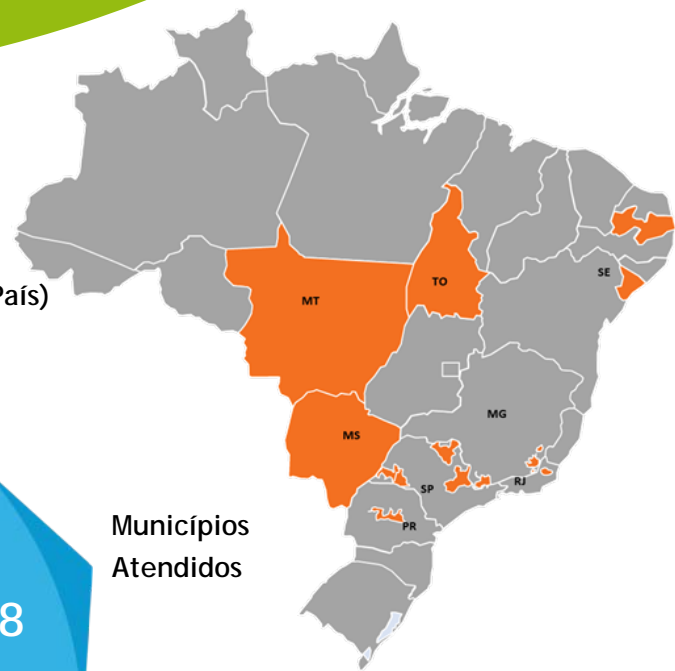 País)
MT
TO
SE
MS
MG
SP
RJ
PR
Municípios
Atendidos
8